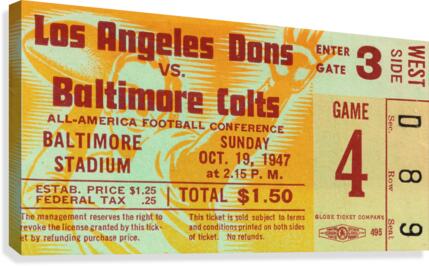 Los Angeles Dons
vs.
Baltimore Colts
ALL-AMERICA FOOTBALL CONFERENCE
BALTIMORE STADIUM
SUNDAY
OCT. 19, 1947
at 2.15 P. M.
ESTAB. PRICE $1.25
FEDERAL TAX .25
TOTAL $1.50
The management reserves the right to
revoke the license granted by this tick-
et by refunding purchase price.
This ticket is sold subject to terms
and conditions printed on both sides
of ticket. No refunds.
ENTER
GATE 3
GAME
4
GLOBE TICKET COMPANY
495
WEST
SIDE
Sec. D
Row 8
Seat 9